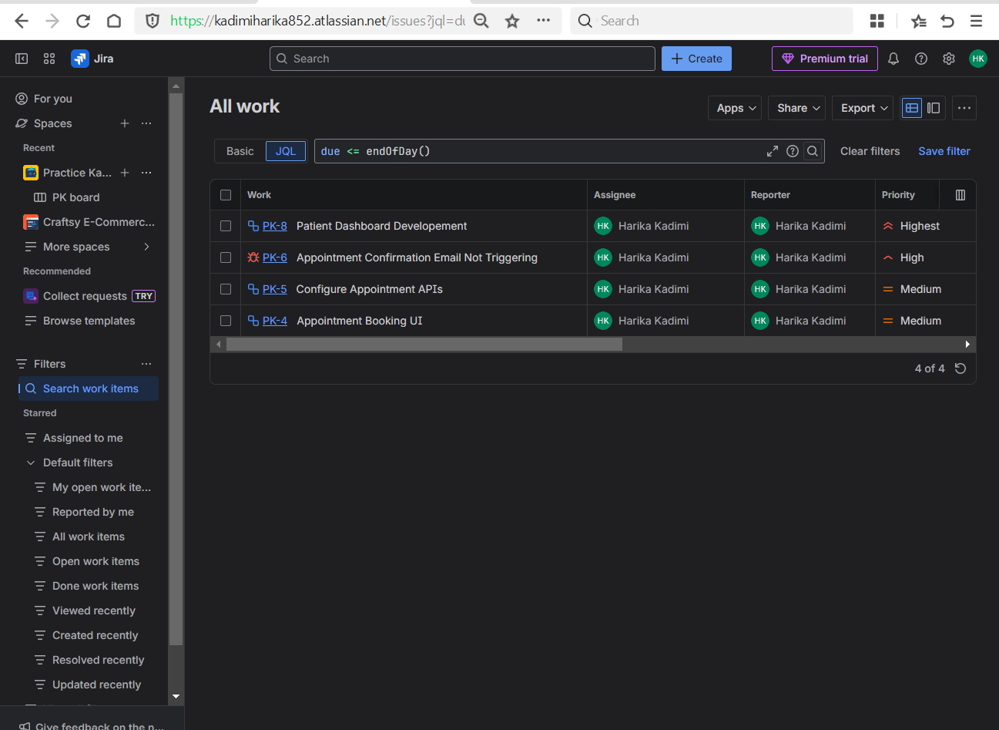 https://kadimiharika852.atlassian.net/issues?jql=du
Search
Jira
Search
Create
Premium trial
HK
For you
Spaces
Recent
Practice Ka...
PK board
Craftsy E-Commerc...
More spaces
Recommended
Collect requests TRY
Browse templates
Filters
Search work items
Starred
Assigned to me
Default filters
My open work ite...
Reported by me
All work items
Open work items
Done work items
Viewed recently
Created recently
Resolved recently
Updated recently
Give feedback on the n...
All work
Apps Share Export
Basic JQL due <= endOfDay() Clear filters Save filter
Work Assignee Reporter Priority
PK-8 Patient Dashboard Developement HK Harika Kadimi HK Harika Kadimi Highest
PK-6 Appointment Confirmation Email Not Triggering HK Harika Kadimi HK Harika Kadimi High
PK-5 Configure Appointment APIs HK Harika Kadimi HK Harika Kadimi Medium
PK-4 Appointment Booking UI HK Harika Kadimi HK Harika Kadimi Medium
4 of 4